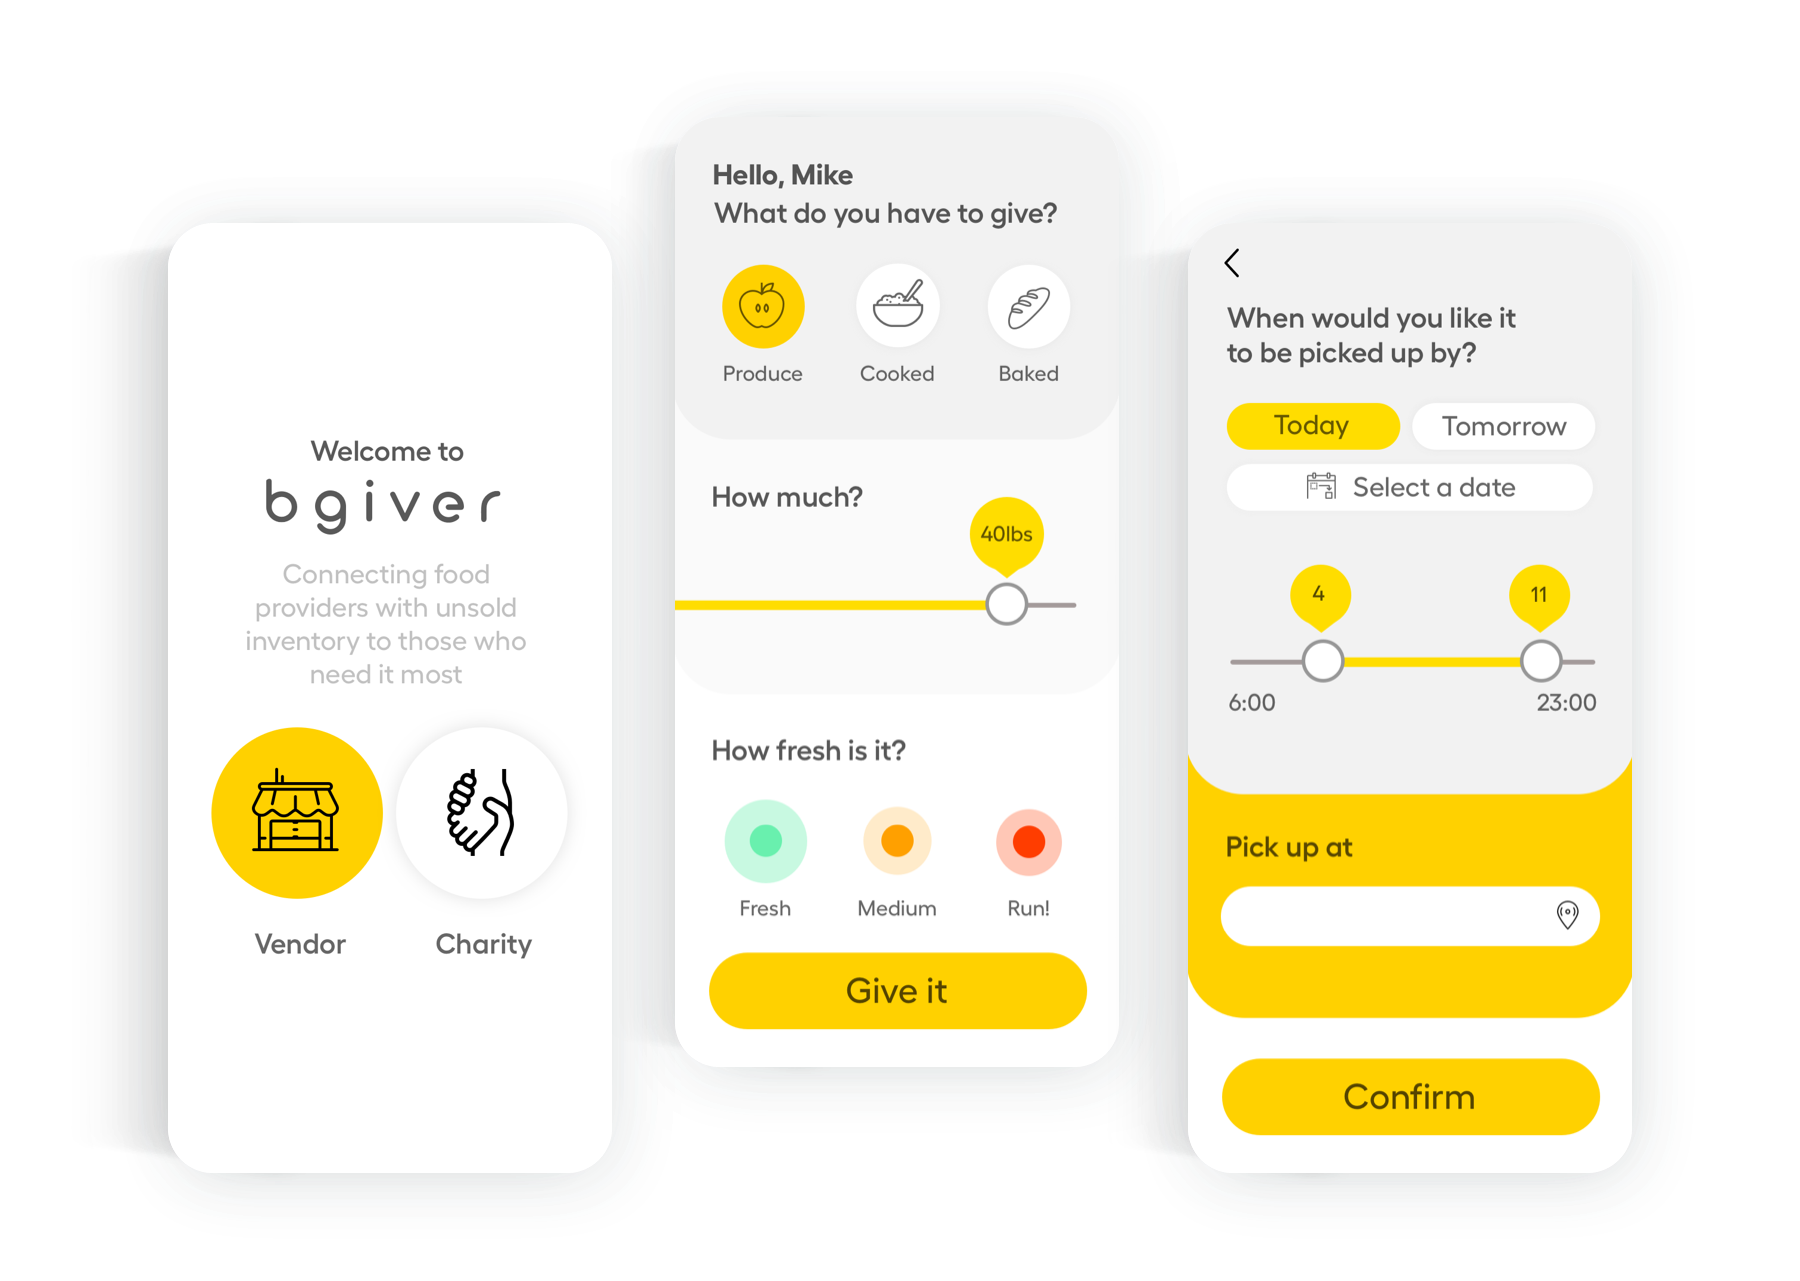 Welcome to
bgiver
Connecting food
providers with unsold
inventory to those who
need it most
Vendor
Charity
Hello, Mike
What do you have to give?
Produce
Cooked
Baked
How much?
40lbs
How fresh is it?
Fresh
Medium
Run!
Give it
When would you like it
to be picked up by?
Today
Tomorrow
Select a date
4
11
6:00
23:00
Pick up at
Confirm